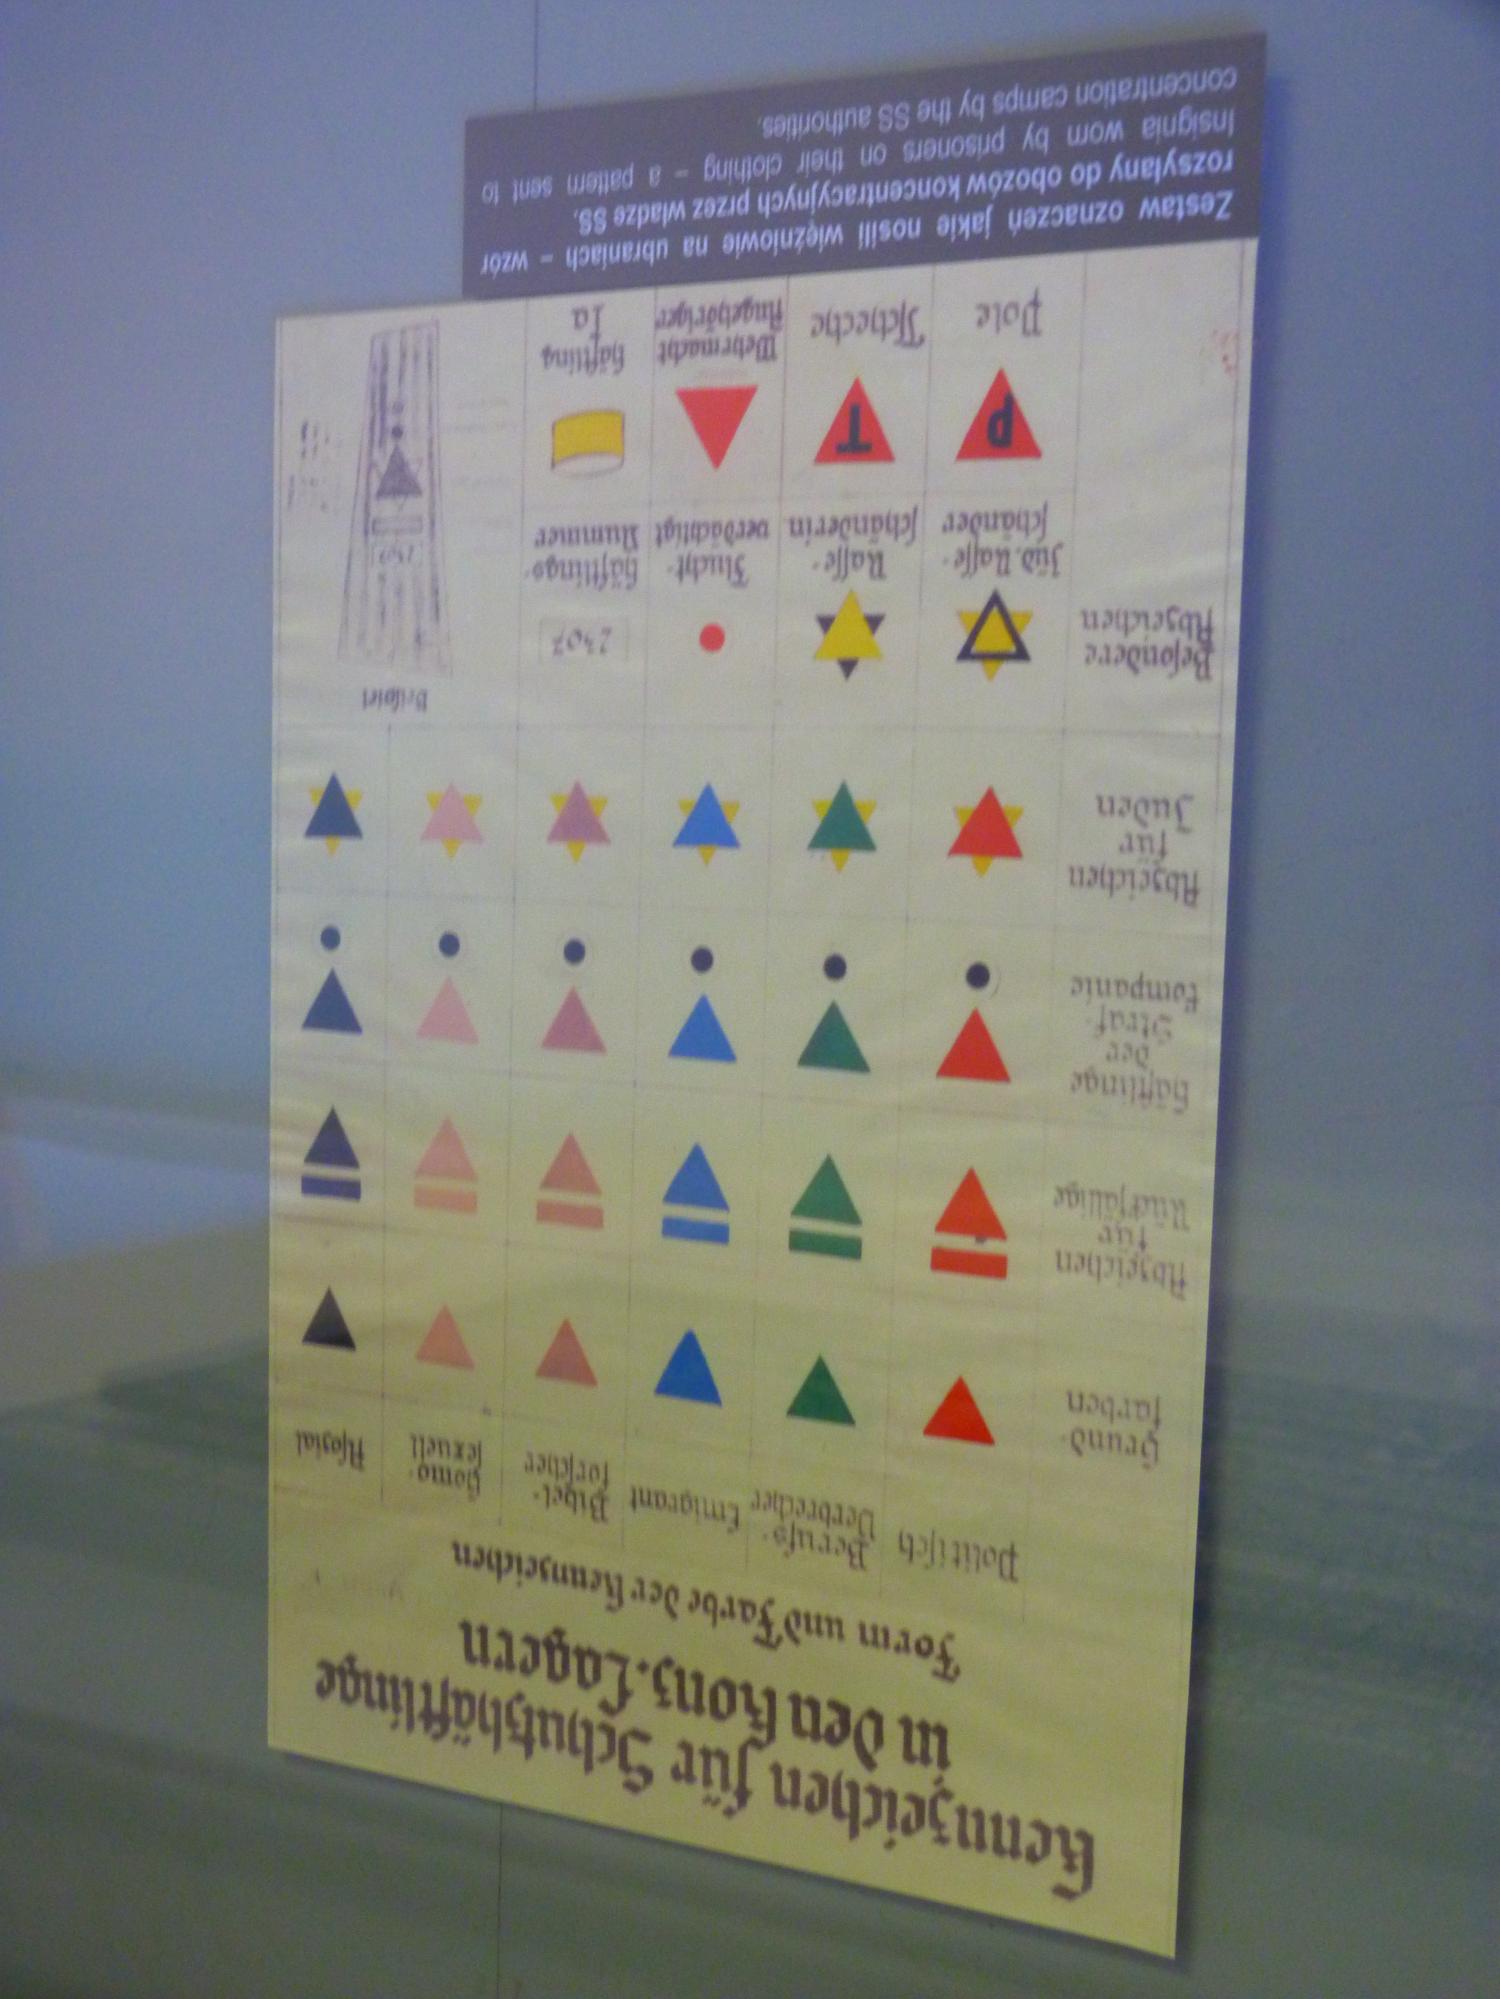 Kennzeichen für Schutzhäftlinge
in den Konz.Lagern
Form und Farbe der Kennzeichen
Politisch
Berufs-
Verbrecher
Emigrant
Bibel-
forscher
Homo-
sexuell
Asozial
Grund-
farben
Abzeichen
für
Rückfällige
Häftlinge
der
Straf-
kompanie
Abzeichen
für
Juden
Besondere
Abzeichen
Jüd. Rasse-
schänder
Rasse-
schänderin
Flucht-
verdächtigt
2307
Häftlings-
Nummer
Beispiel
2307
P
Pole
T
Tscheche
Wehrmacht
Angehöriger
Häftling
Ia
Zestaw oznaczeń jakie nosili więźniowie na ubraniach – wzór
rozsyłany do obozów koncentracyjnych przez władze SS.
Insignia worn by prisoners on their clothing – a pattern sent to
concentration camps by the SS authorities.